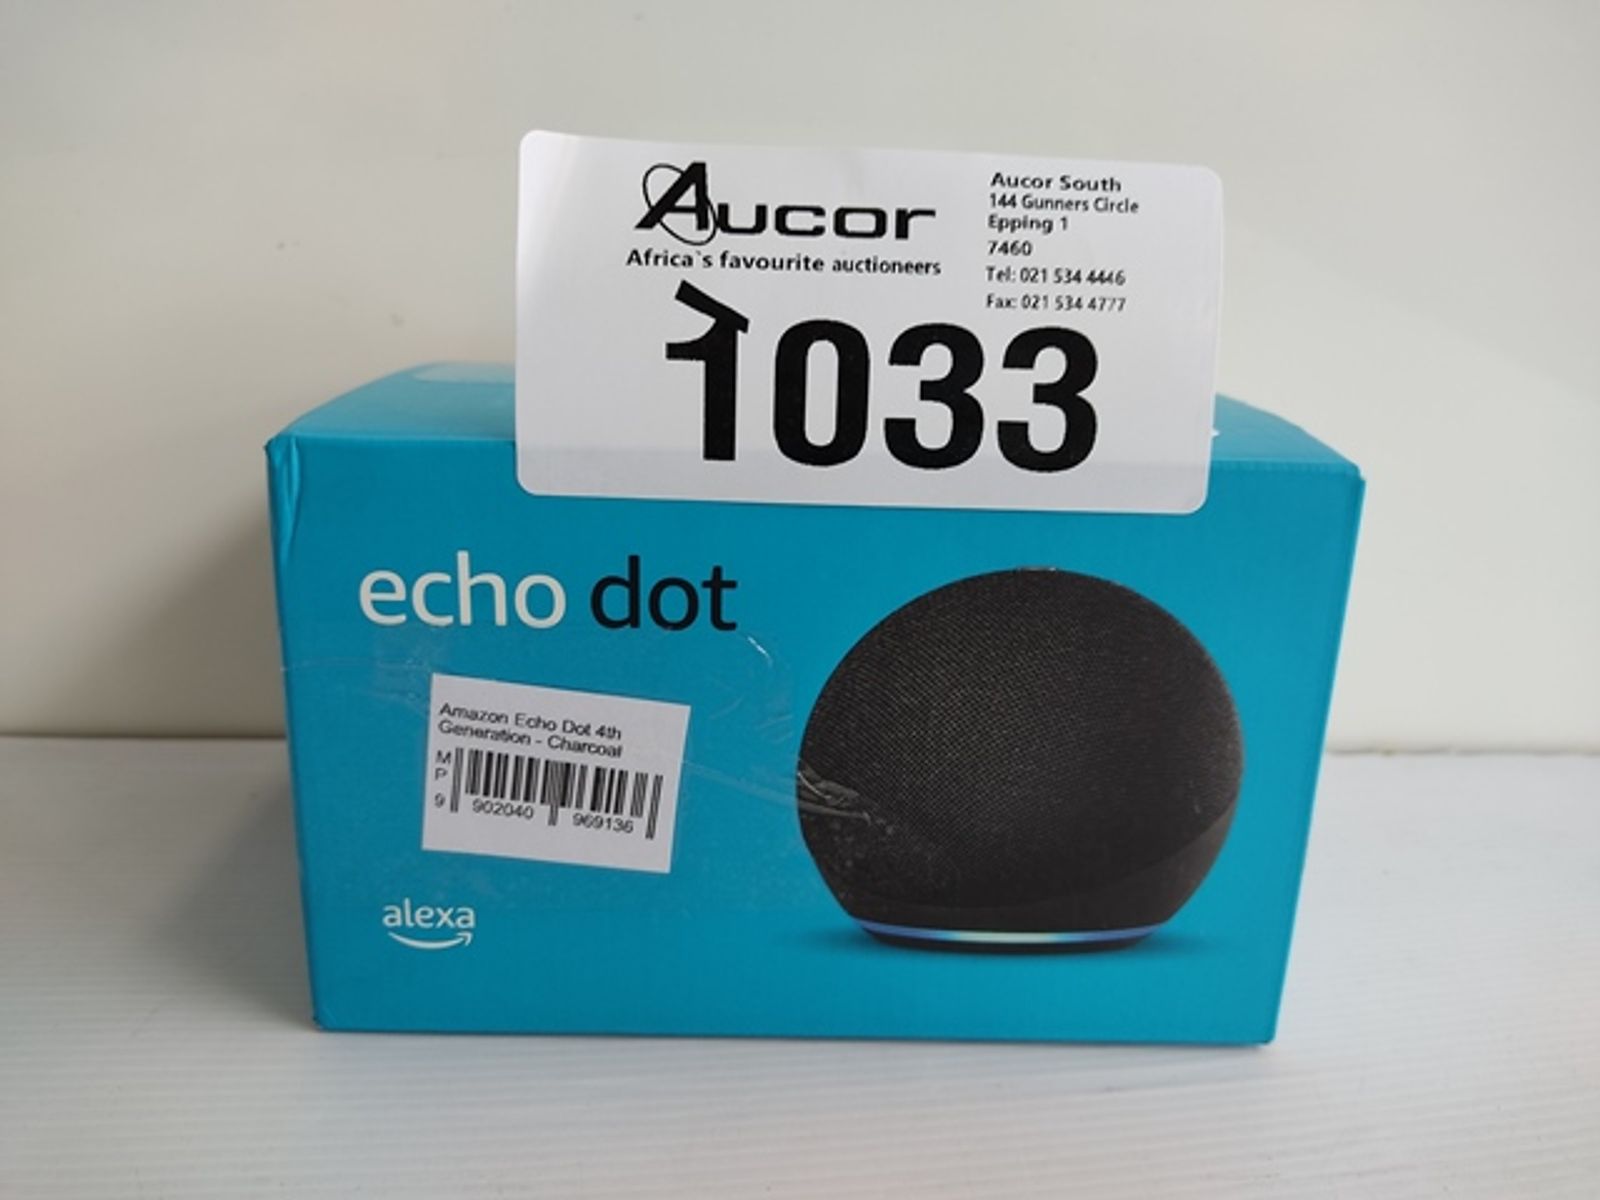 Aucor
Africa`s favourite auctioneers
Aucor South
144 Gunners Circle
Epping 1
7460
Tel: 021 534 4446
Fax: 021 534 4777
1033
echo dot
Amazon Echo Dot 4th
Generation - Charcoal
M
P
9 902040 969136
alexa